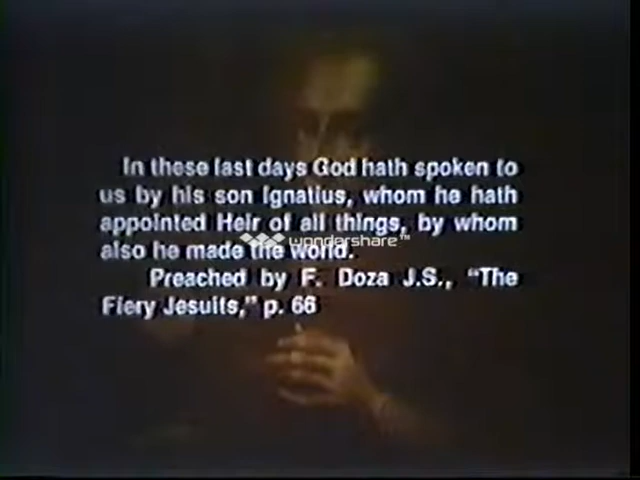 In these last days God hath spoken to
us by his son Ignatius, whom he hath
appointed Heir of all things, by whom
also he made the world.
wondershare™
Preached by F. Doza J.S., “The
Fiery Jesuits,” p. 66